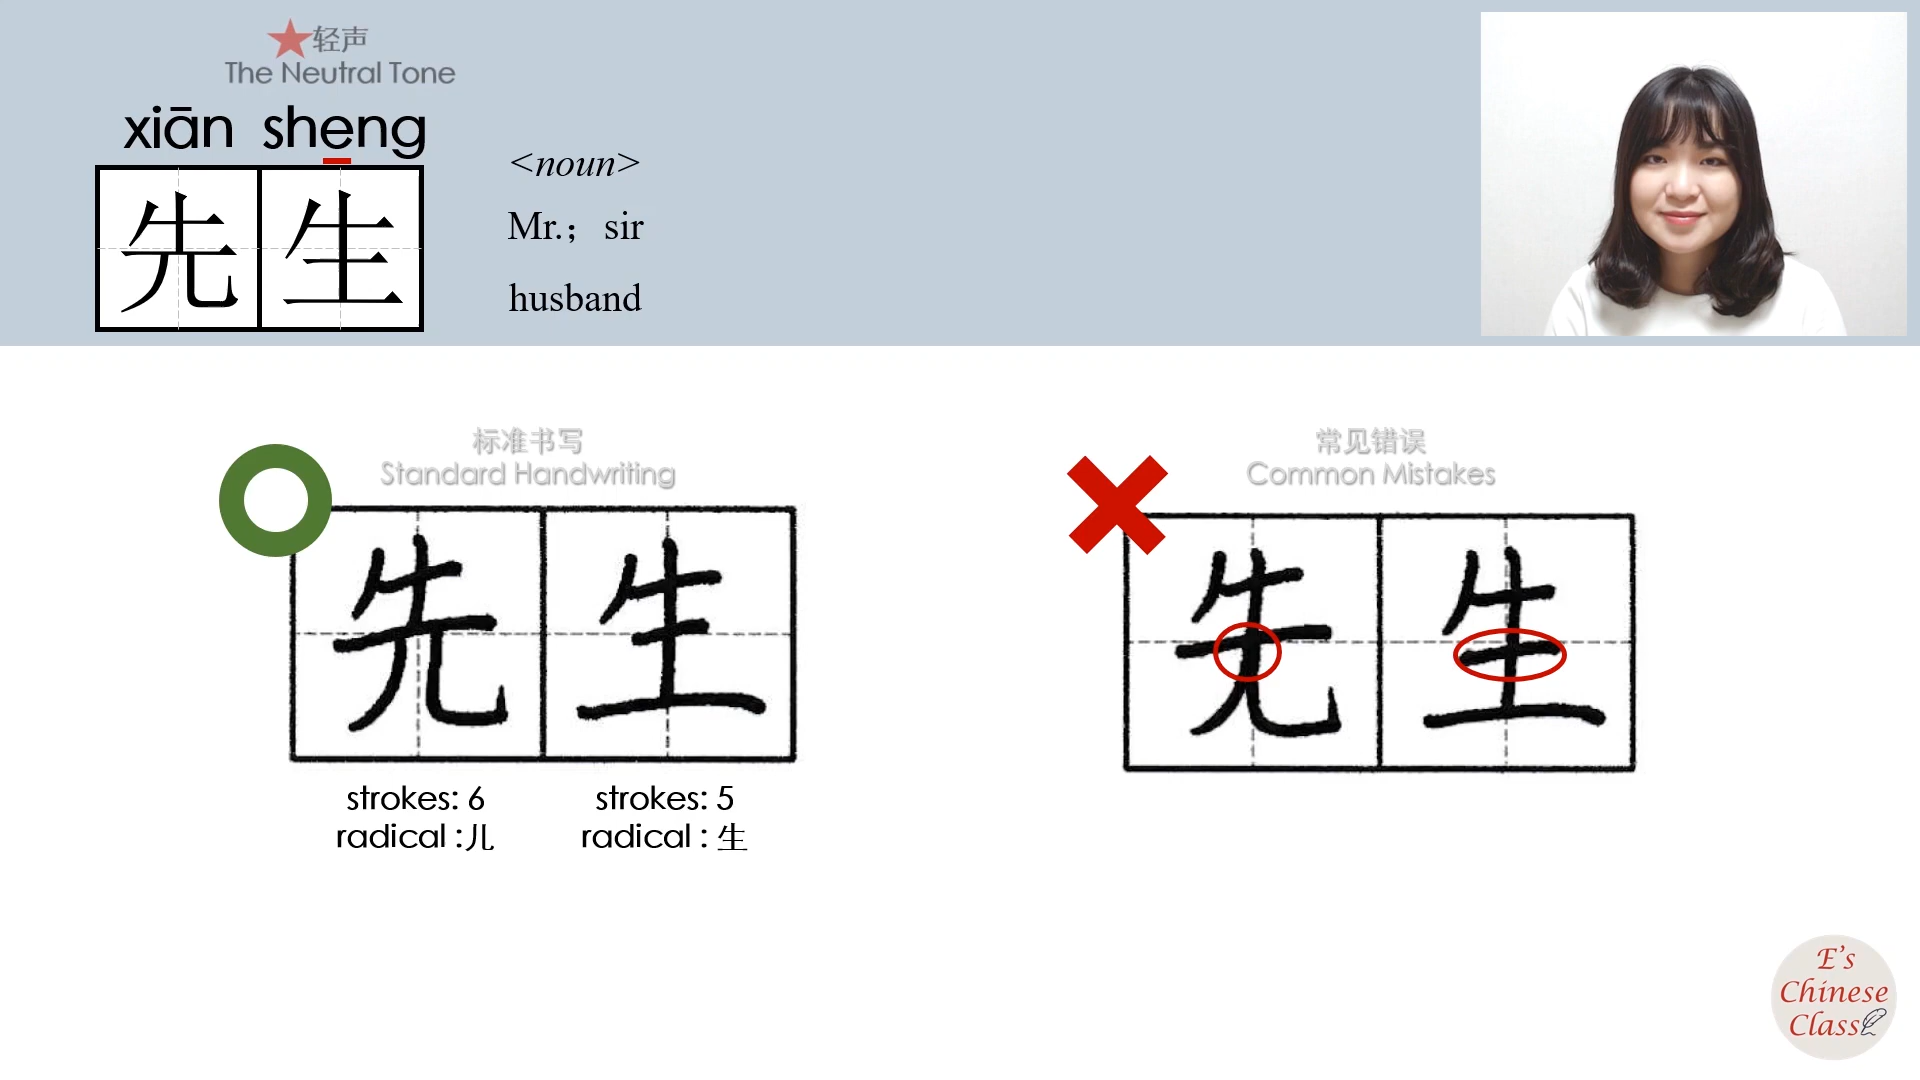 ★轻声
The Neutral Tone
xiān sheng
先生
<noun>
Mr.；sir
husband
标准书写
Standard Handwriting
先生
strokes: 6
radical :儿
strokes: 5
radical : 生
常见错误
Common Mistakes
先生
E's
Chinese
Class